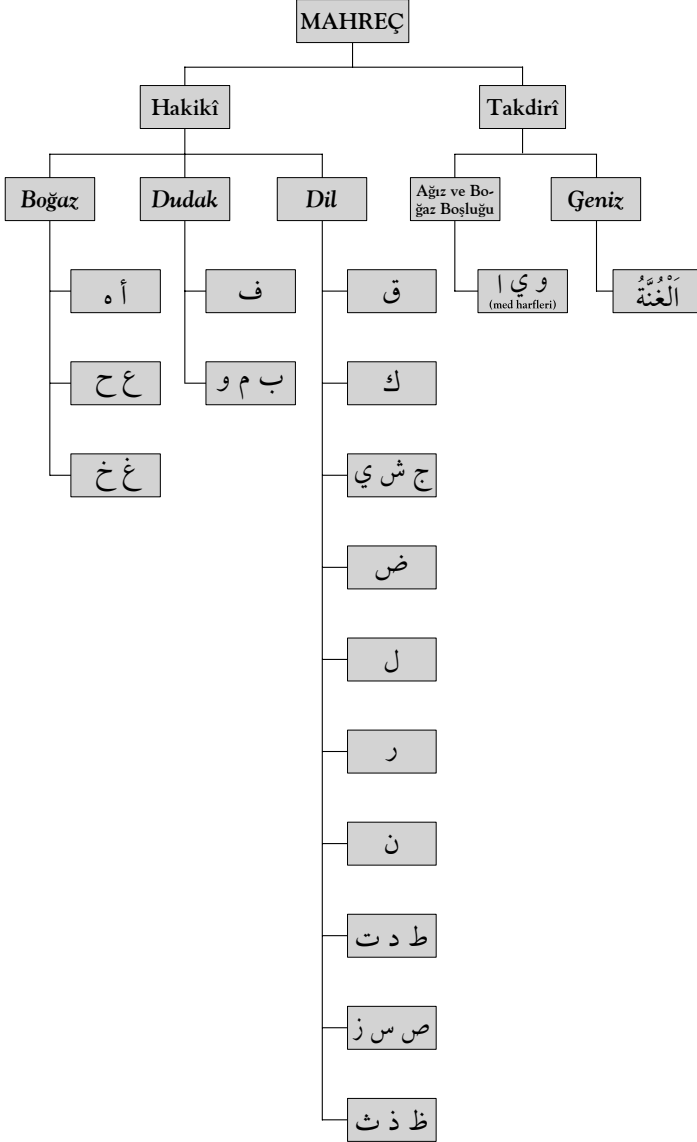 MAHREÇ
Hakikî
Takdirî
Boğaz
Dudak
Dil
Ağız ve Bo-
ğaz Boşluğu
Geniz
أ ه
ف
ق
و ي ا
(med harfleri)
اَلْغُنَّةُ
ع ح
ب م و
ك
غ خ
ج ش ي
ض
ل
ر
ن
ط د ت
ص س ز
ظ ذ ث